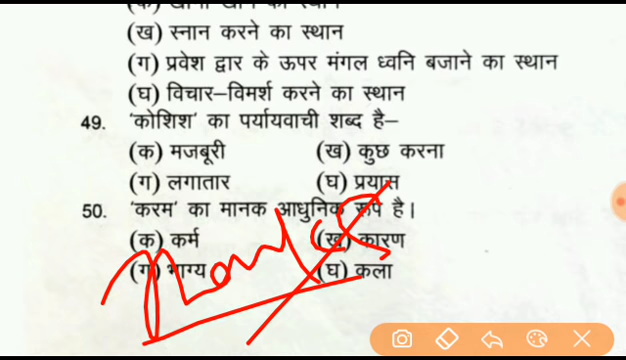 (क) खाना खाने का स्थान
(ख) स्नान करने का स्थान
(ग) प्रवेश द्वार के ऊपर मंगल ध्वनि बजाने का स्थान
(घ) विचार–विमर्श करने का स्थान
49. 'कोशिश' का पर्यायवाची शब्द है–
(क) मजबूरी (ख) कुछ करना
(ग) लगातार (घ) प्रयास
50. 'करम' का मानक आधुनिक रूप है।
(क) कर्म (ख) कारण
(ग) भाग्य (घ) कला